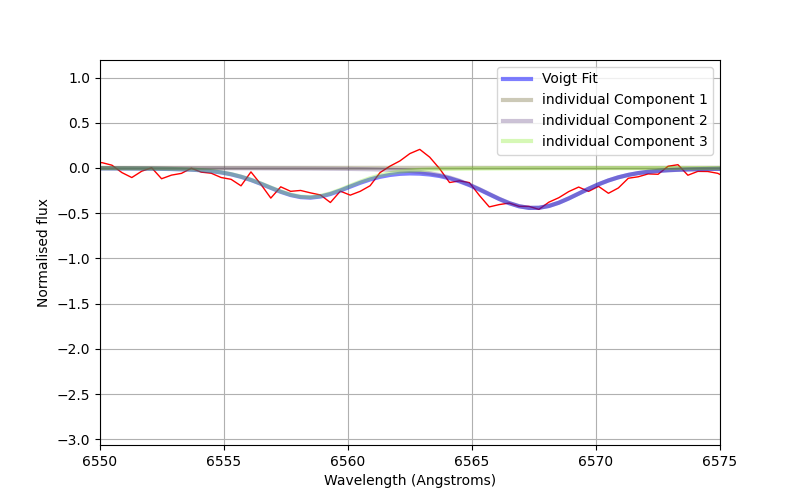 1.0
0.5
0.0
−0.5
−1.0
−1.5
−2.0
−2.5
−3.0
Normalised flux
Voigt Fit
individual Component 1
individual Component 2
individual Component 3
6550 6555 6560 6565 6570 6575
Wavelength (Angstroms)